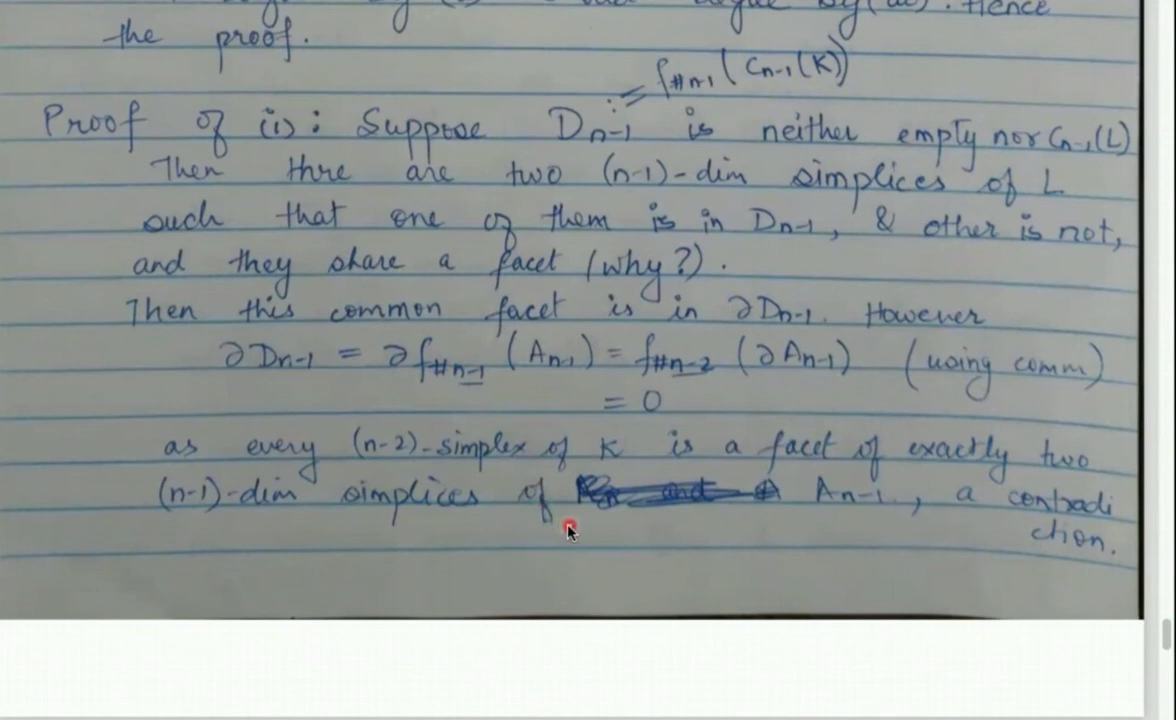 by (ac). Hence
the proof.
:= f#n-1 (Cn-1(K))
Proof of (i): Suppose Dn-1 is neither empty nor Cn-1(L)
Then thre are two (n-1)-dim simplices of L
such that one of them is in Dn-1, & other is not,
and they share a facet (why?).
Then this common facet is in ∂Dn-1. However
∂Dn-1 = ∂f#n-1 (An-1) = f#n-2 (∂An-1) (using comm)
= 0
as every (n-2)-simplex of K is a facet of exactly two
(n-1)-dim simplices of An-1, a contradi
ction.